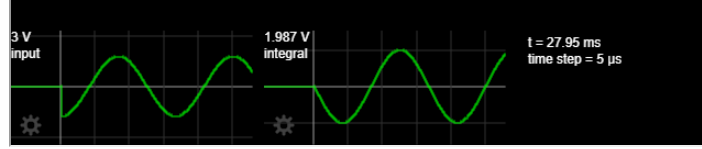 3 V
input
1.987 V
integral
t = 27.95 ms
time step = 5 μs